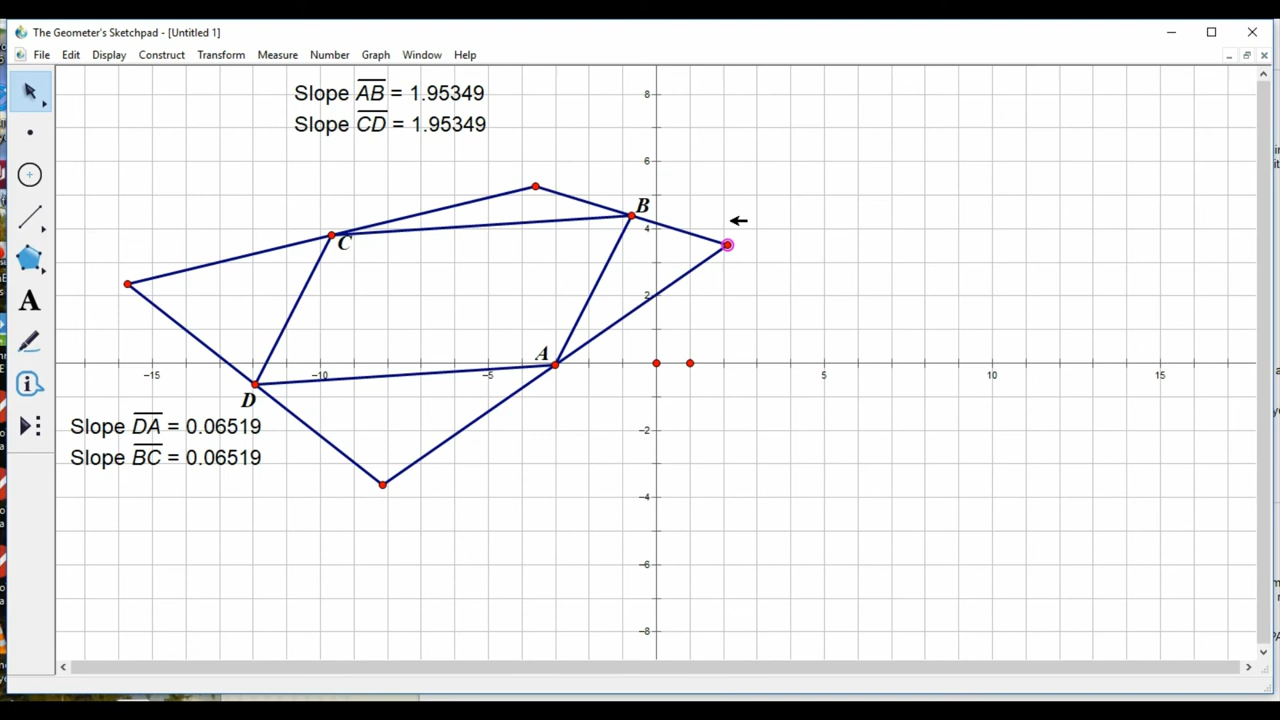 The Geometer's Sketchpad - [Untitled 1]
File Edit Display Construct Transform Measure Number Graph Window Help
Slope AB = 1.95349
Slope CD = 1.95349
8
6
B
4
C
2
A
−15 −10 −5 5 10 15
D
Slope DA = 0.06519
−2
Slope BC = 0.06519
−4
−6
−8
A